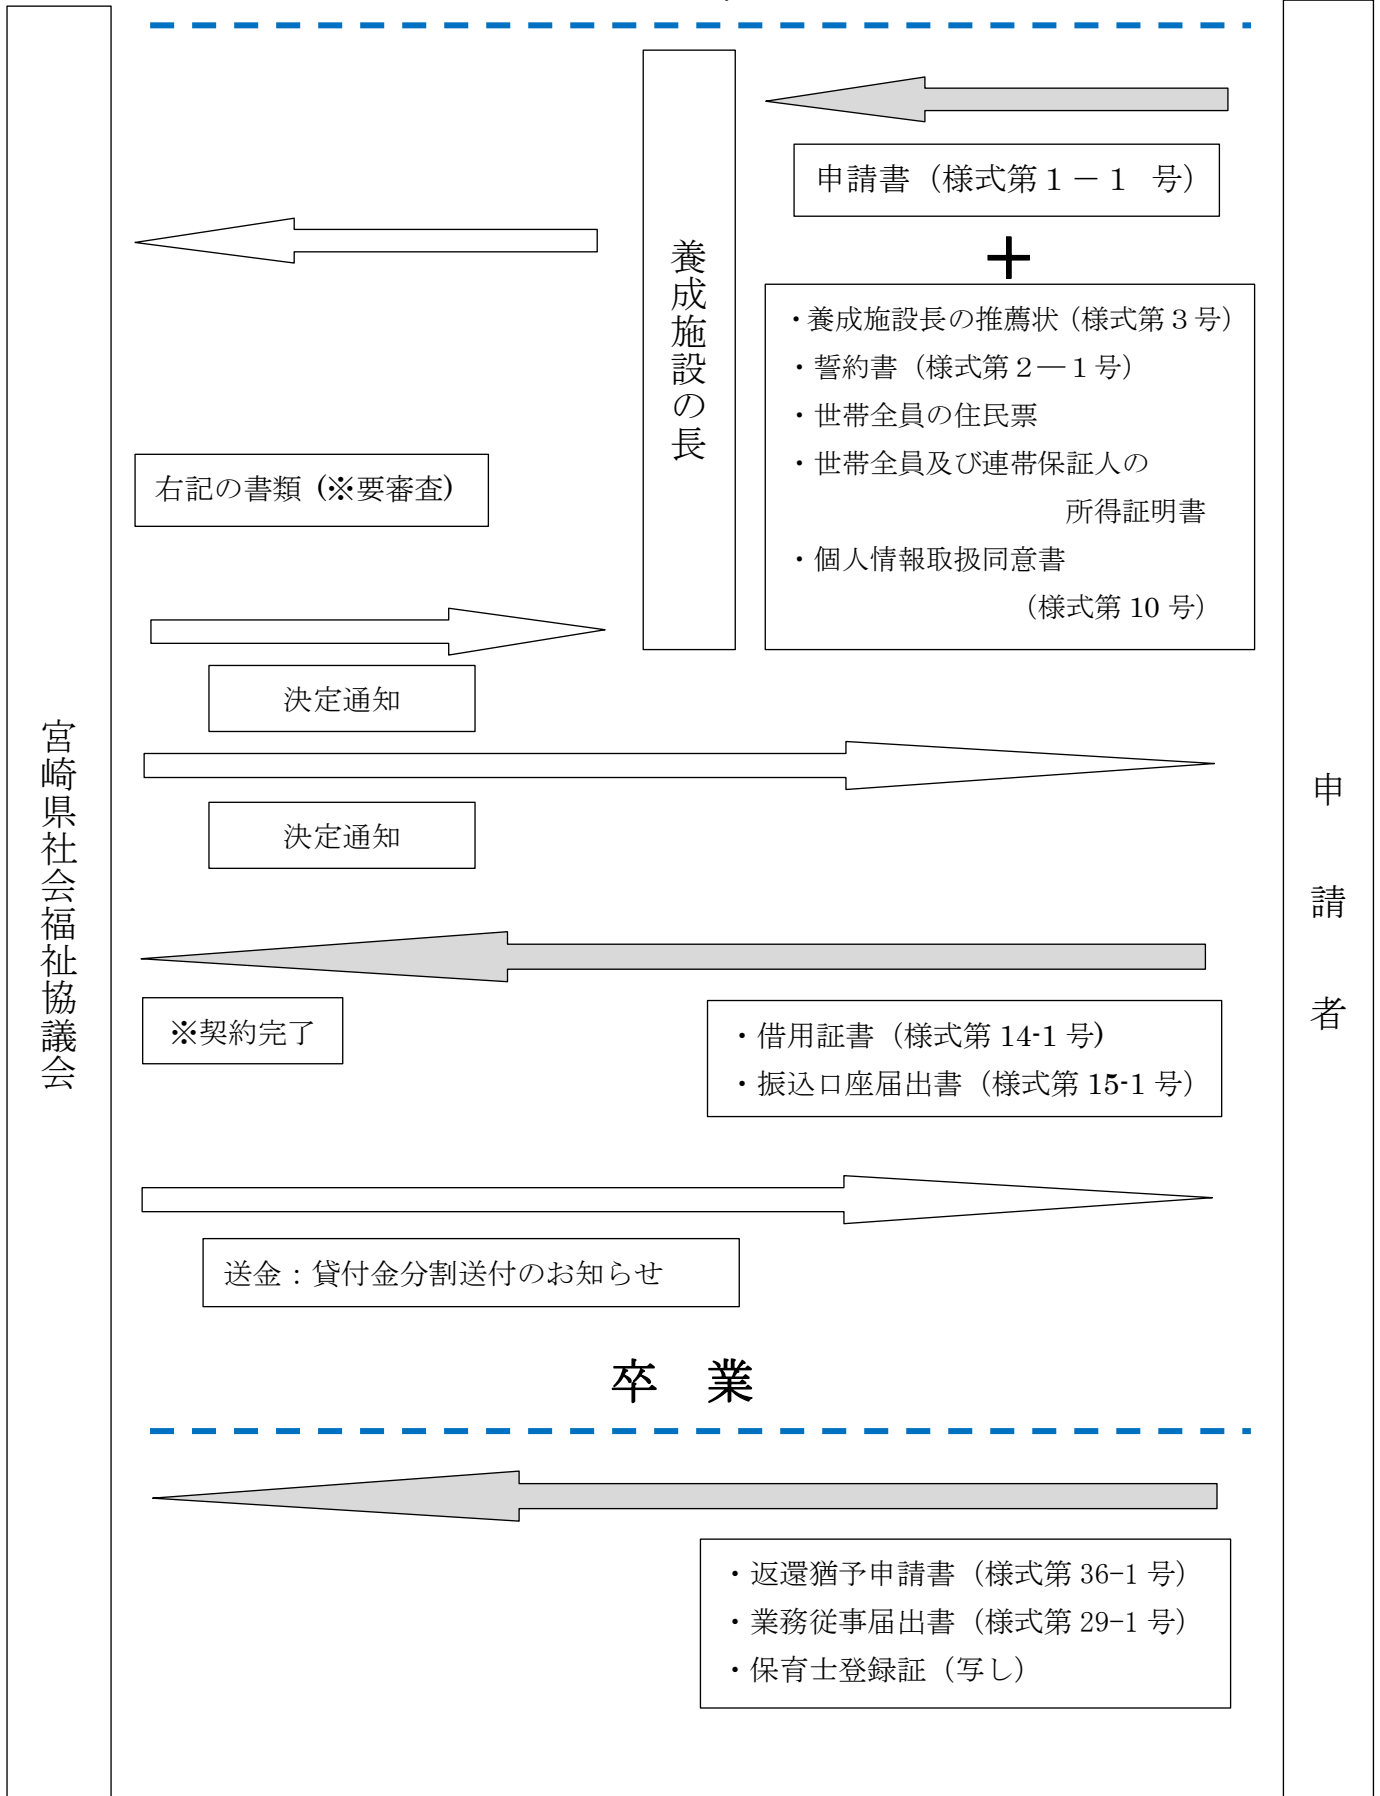 申請書（様式第１－１ 号）
＋
養成施設の長
・養成施設長の推薦状（様式第３号）
・誓約書（様式第２―１号）
・世帯全員の住民票
・世帯全員及び連帯保証人の
所得証明書
・個人情報取扱同意書
（様式第 10 号）
右記の書類 (※要審査)
決定通知
決定通知
宮崎県社会福祉協議会
申請者
※契約完了
・借用証書（様式第 14-1 号)
・振込口座届出書（様式第 15-1 号）
送金：貸付金分割送付のお知らせ
卒 業
・返還猶予申請書（様式第 36-1 号）
・業務従事届出書（様式第 29-1 号）
・保育士登録証（写し）